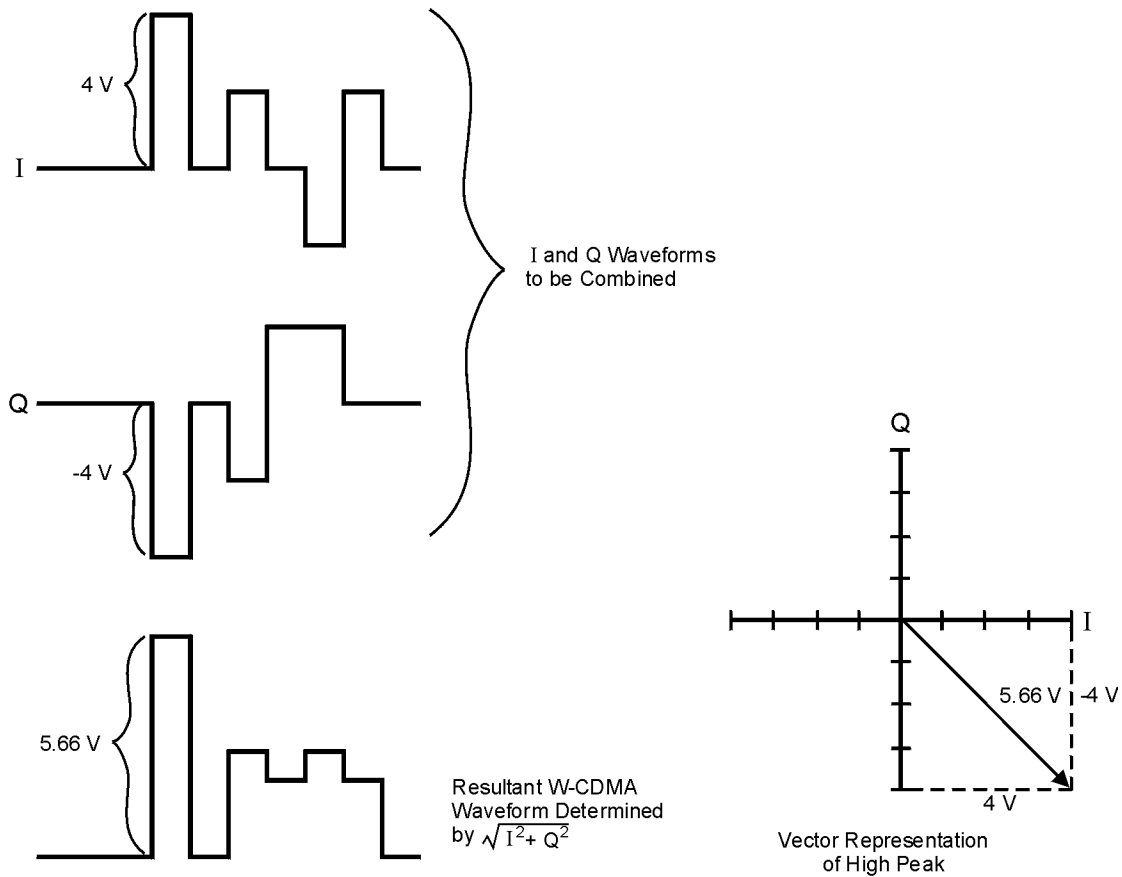 4 V
I
I and Q Waveforms
to be Combined
Q
-4 V
Q
I
5.66 V
-4 V
4 V
5.66 V
Resultant W-CDMA
Waveform Determined
by √I²+ Q²
Vector Representation
of High Peak